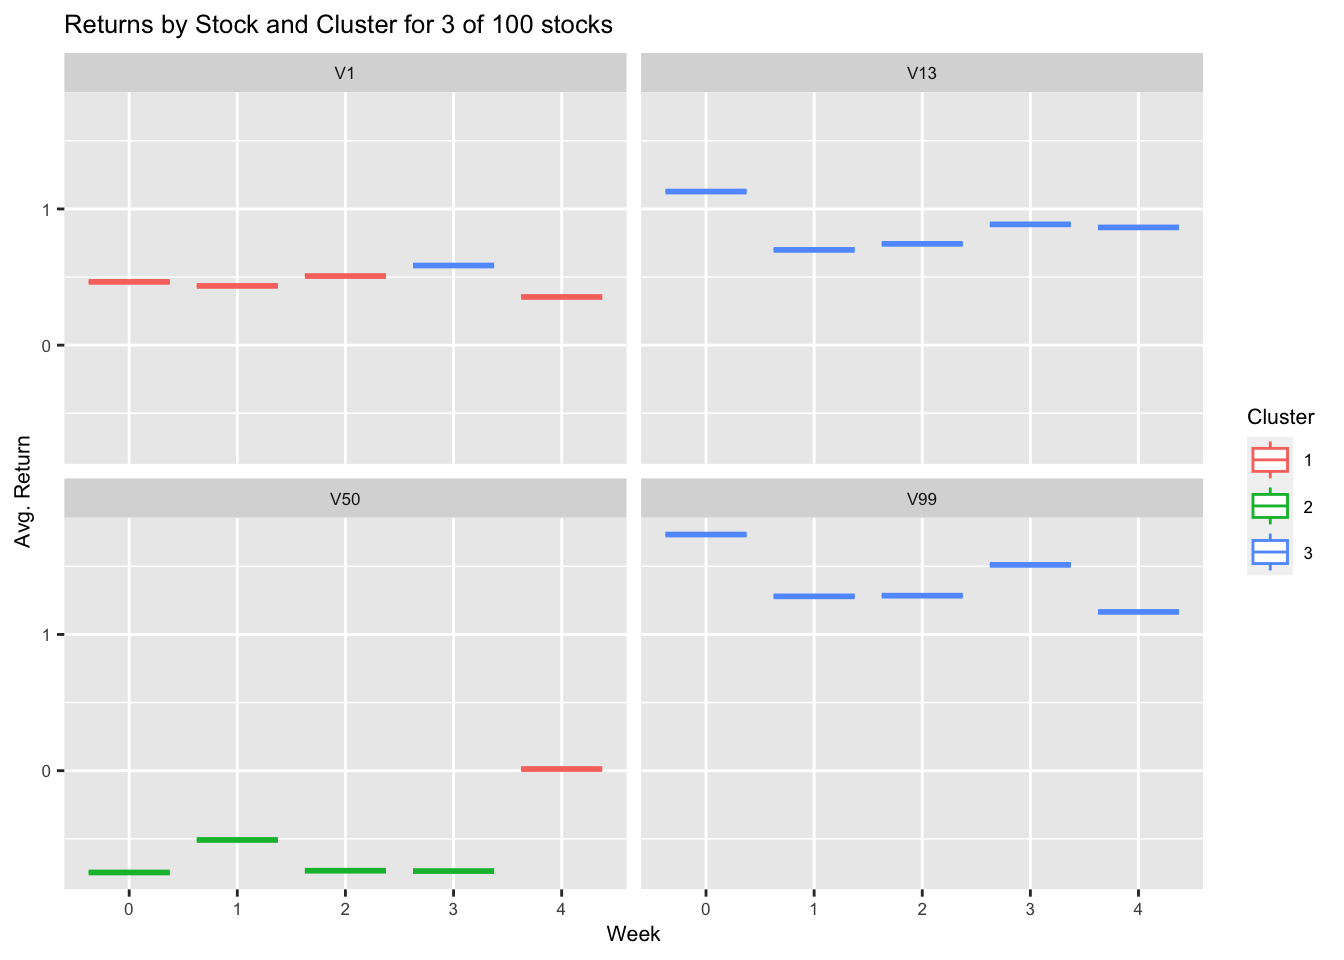 Returns by Stock and Cluster for 3 of 100 stocks
V1
V13
1
0
V50
V99
1
0
0 1 2 3 4
0 1 2 3 4
Week
Avg. Return
Cluster
1
2
3